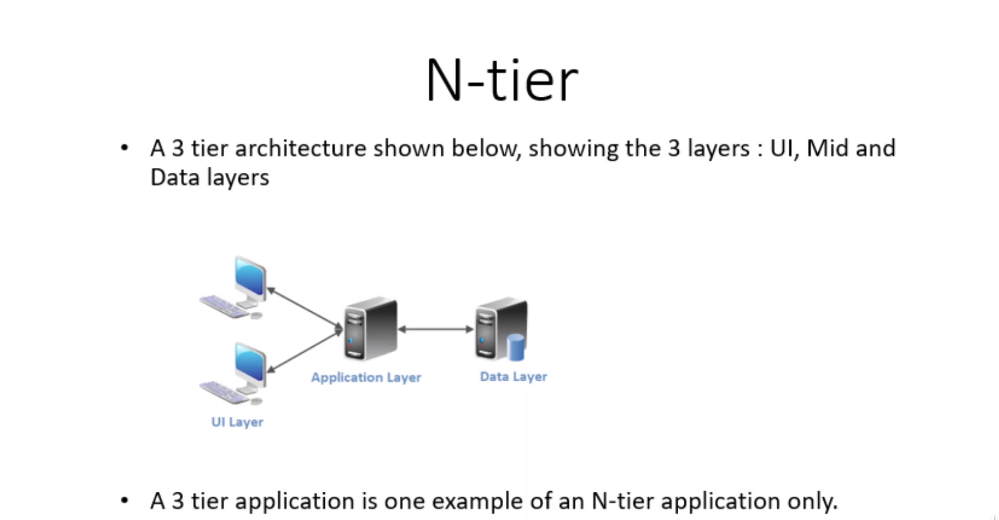 N-tier
• A 3 tier architecture shown below, showing the 3 layers : UI, Mid and
Data layers
Application Layer
Data Layer
UI Layer
• A 3 tier application is one example of an N-tier application only.